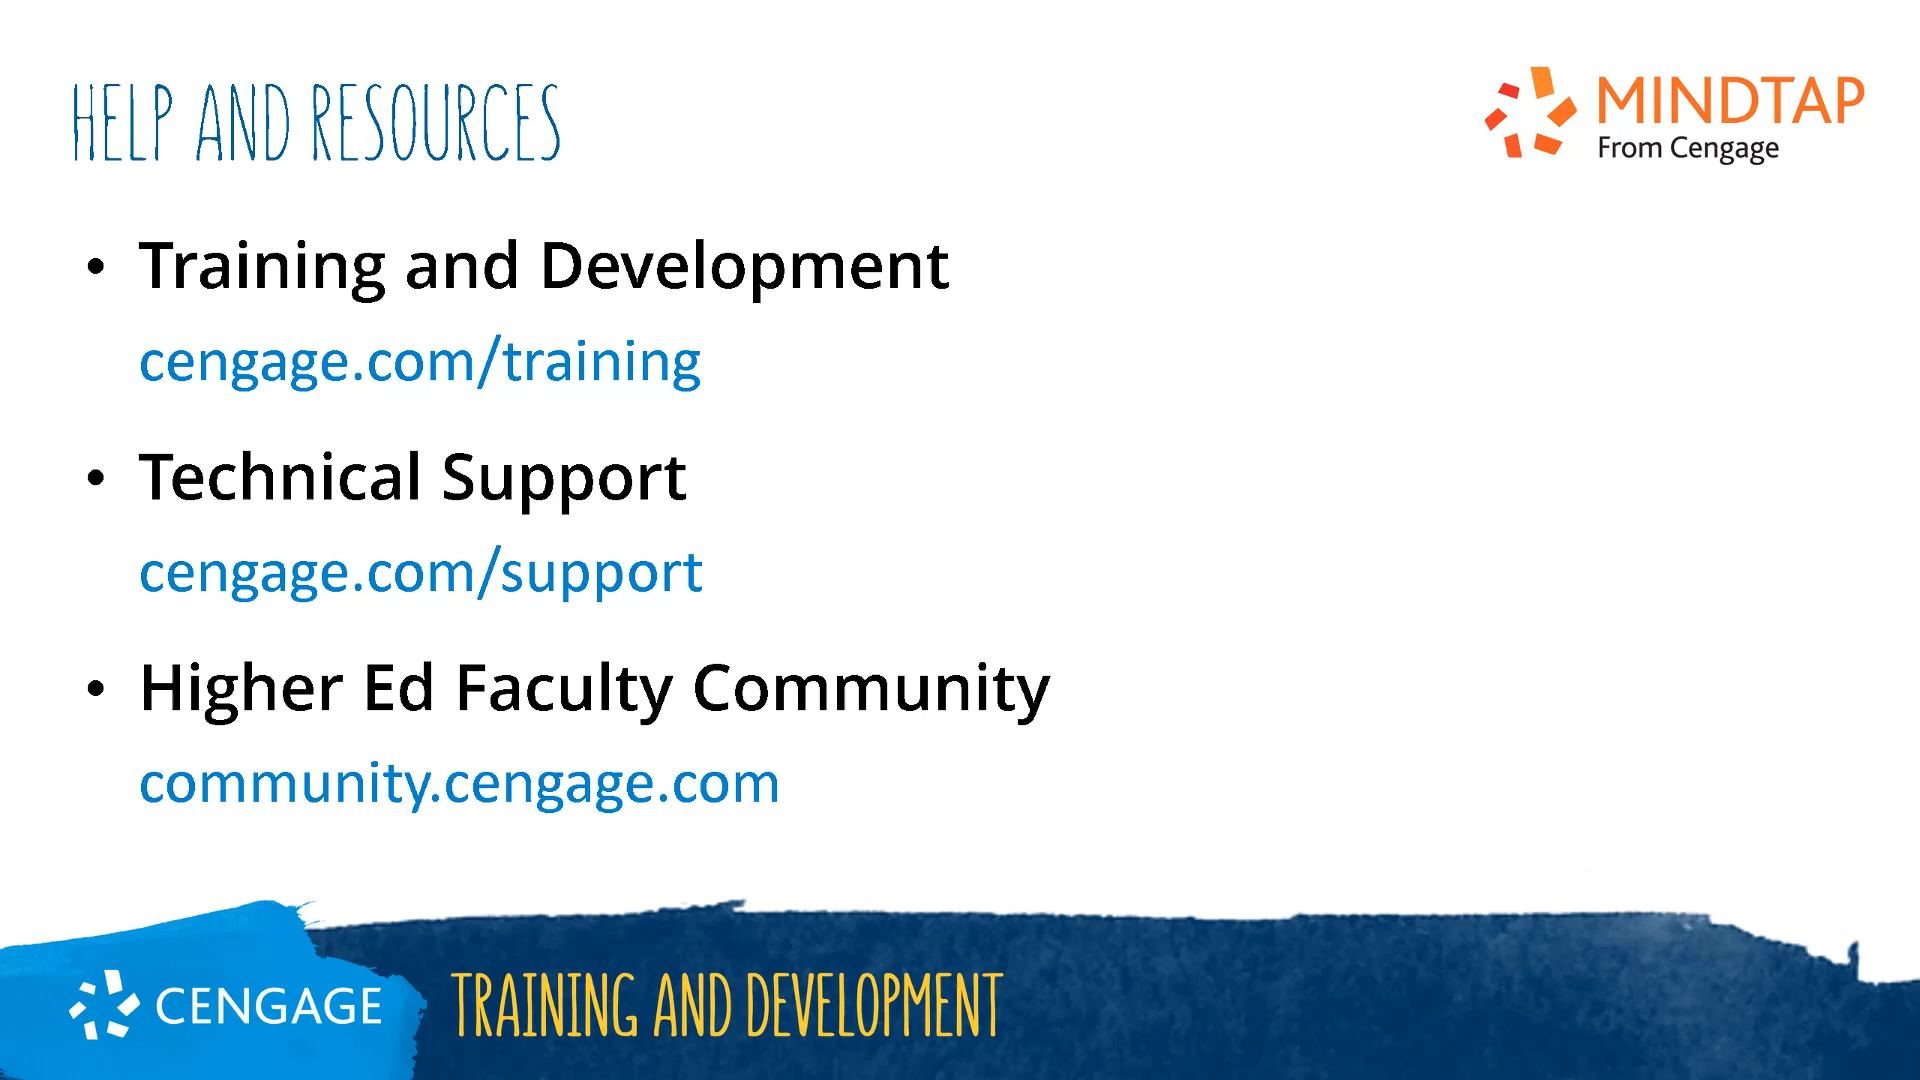 HELP AND RESOURCES
MINDTAP
From Cengage
• Training and Development
cengage.com/training
• Technical Support
cengage.com/support
• Higher Ed Faculty Community
community.cengage.com
CENGAGE
TRAINING AND DEVELOPMENT